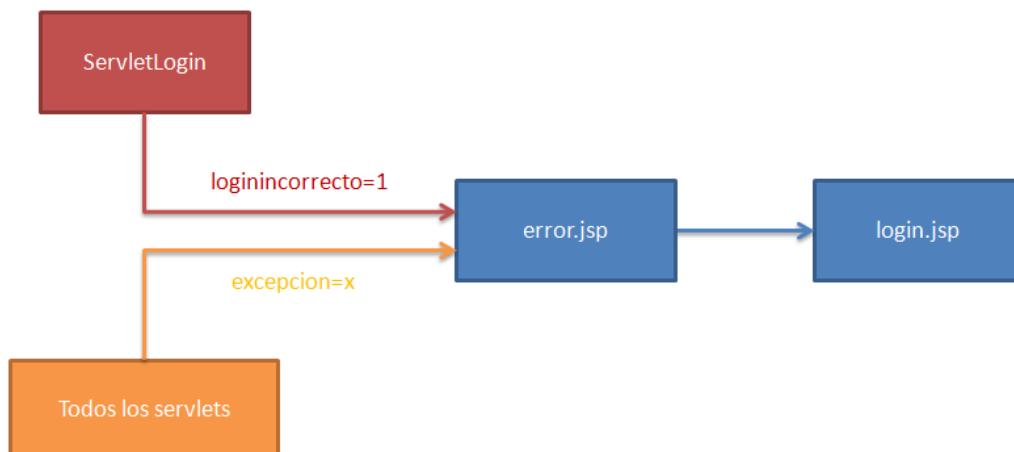 ServletLogin
loginincorrecto=1
error.jsp
login.jsp
excepcion=x
Todos los servlets